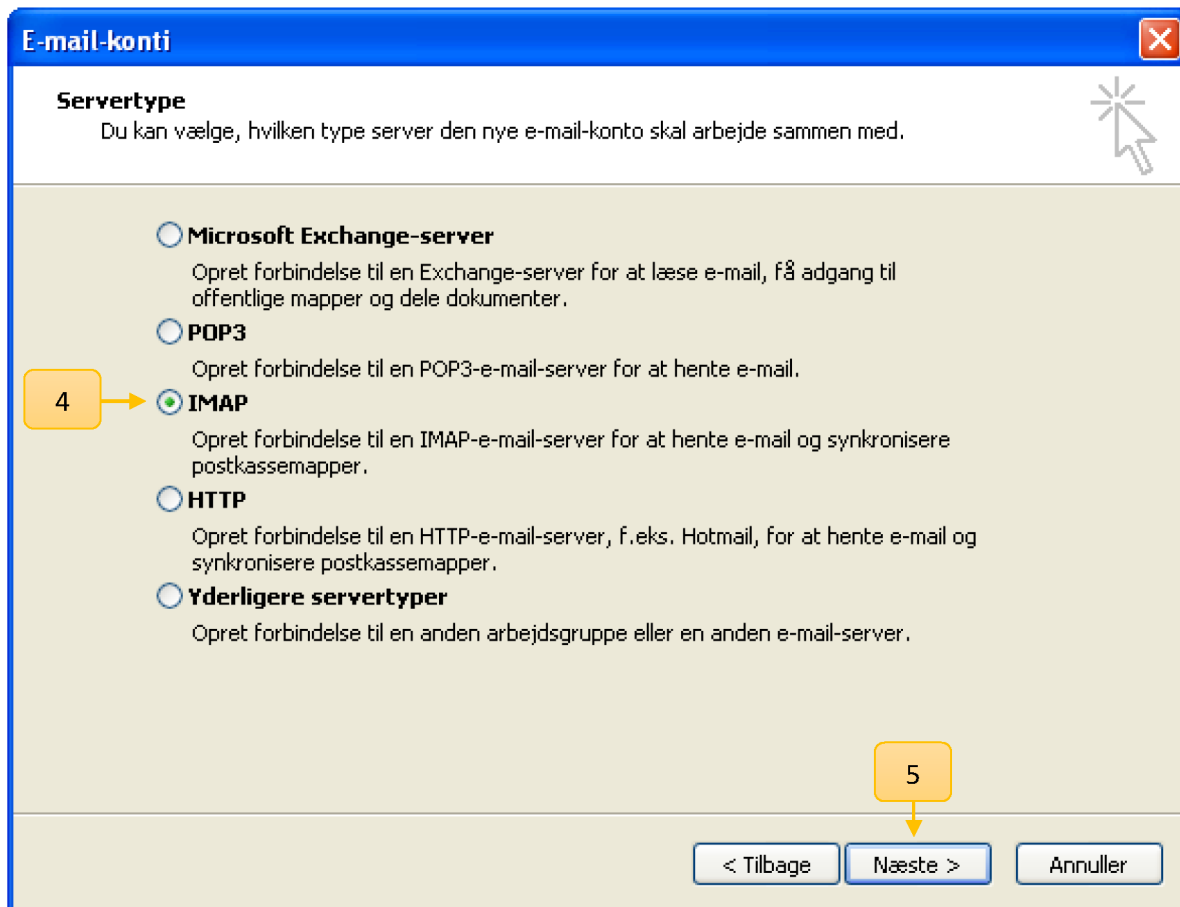 E-mail-konti
Servertype
Du kan vælge, hvilken type server den nye e-mail-konto skal arbejde sammen med.
Microsoft Exchange-server
Opret forbindelse til en Exchange-server for at læse e-mail, få adgang til
offentlige mapper og dele dokumenter.
POP3
Opret forbindelse til en POP3-e-mail-server for at hente e-mail.
4
IMAP
Opret forbindelse til en IMAP-e-mail-server for at hente e-mail og synkronisere
postkassemapper.
HTTP
Opret forbindelse til en HTTP-e-mail-server, f.eks. Hotmail, for at hente e-mail og
synkronisere postkassemapper.
Yderligere servertyper
Opret forbindelse til en anden arbejdsgruppe eller en anden e-mail-server.
5
< Tilbage
Næste >
Annuller